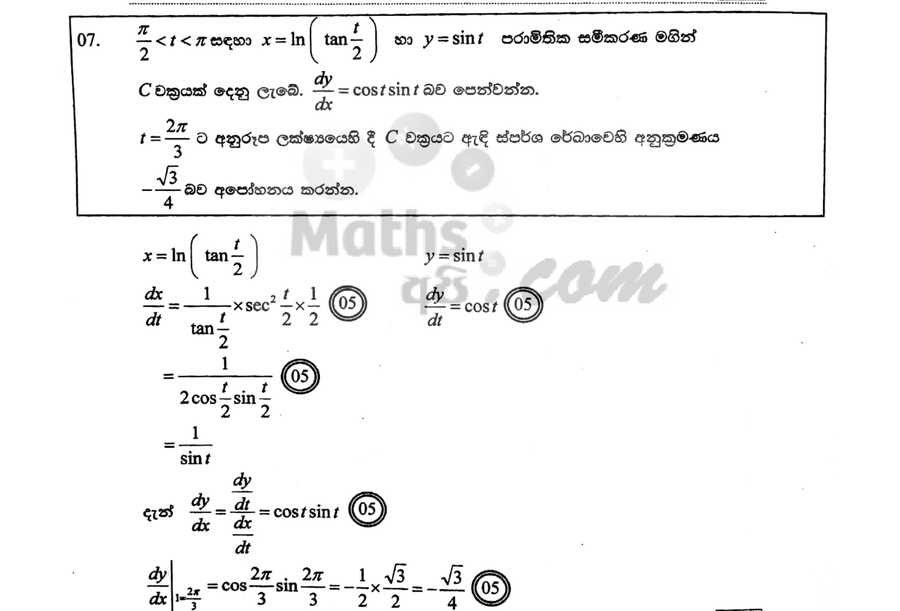 07. π/2 < t < π සඳහා x = ln(tan t/2) හා y = sin t පරාමිතික සමීකරණ මගින්
C වක්‍රයක් දෙනු ලැබේ. dy/dx = cos t sin t බව පෙන්වන්න.
t = 2π/3 ට අනුරූප ලක්ෂ්‍යයෙහි දී C වක්‍රයට ඇඳි ස්පර්ශ රේඛාවෙහි අනුක්‍රමණය
-√3/4 බව අපෝහනය කරන්න.
Maths
අපි .com
x = ln(tan t/2) y = sin t
dx/dt = 1/(tan t/2) × sec² t/2 × 1/2 (05) dy/dt = cos t (05)
= 1/(2 cos t/2 sin t/2) (05)
= 1/sin t
දැන් dy/dx = (dy/dt)/(dx/dt) = cos t sin t (05)
dy/dx |t=2π/3 = cos 2π/3 sin 2π/3 = -1/2 × √3/2 = -√3/4 (05)